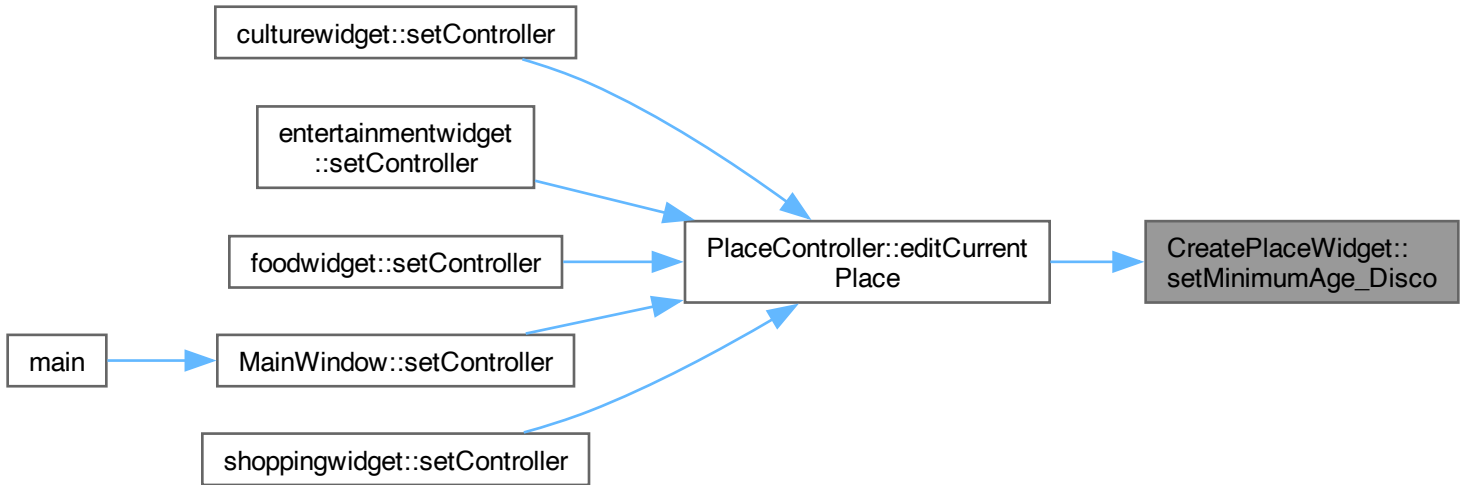 culturewidget::setController
entertainmentwidget
::setController
foodwidget::setController
main
MainWindow::setController
shoppingwidget::setController
PlaceController::editCurrent
Place
CreatePlaceWidget::
setMinimumAge_Disco